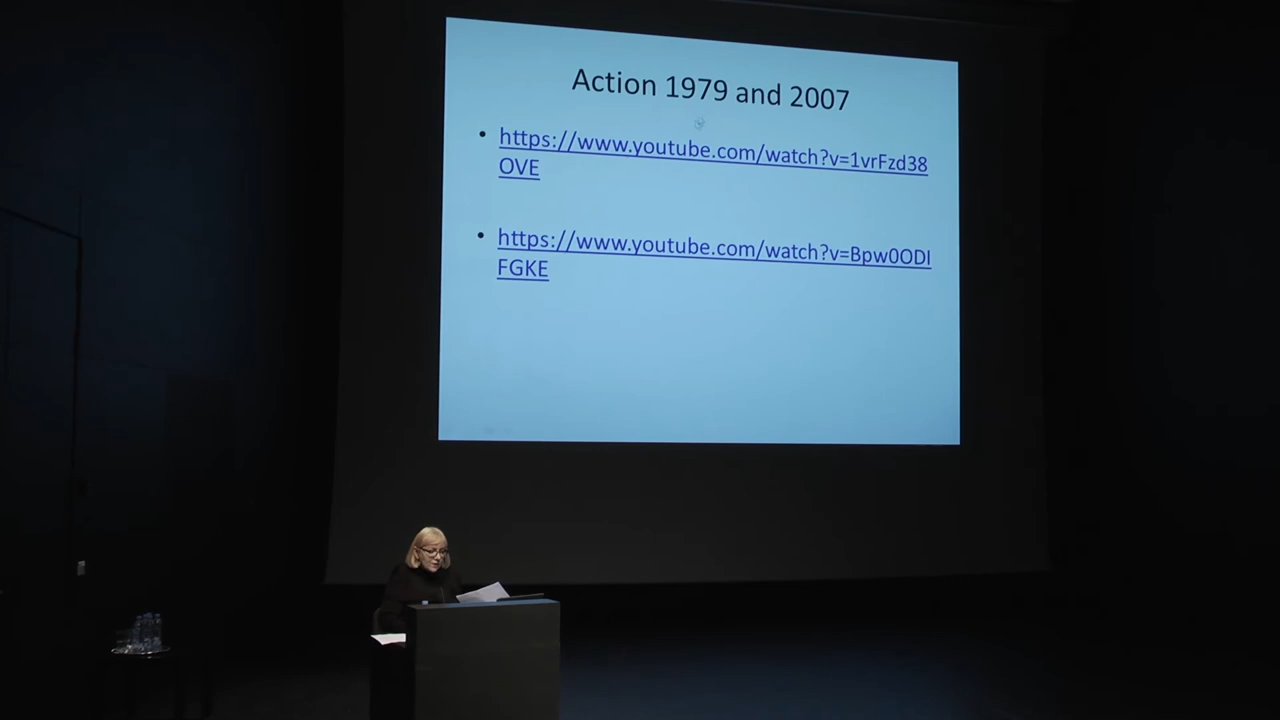 Action 1979 and 2007
• https://www.youtube.com/watch?v=1vrFzd38
OVE
• https://www.youtube.com/watch?v=Bpw0ODI
FGKE